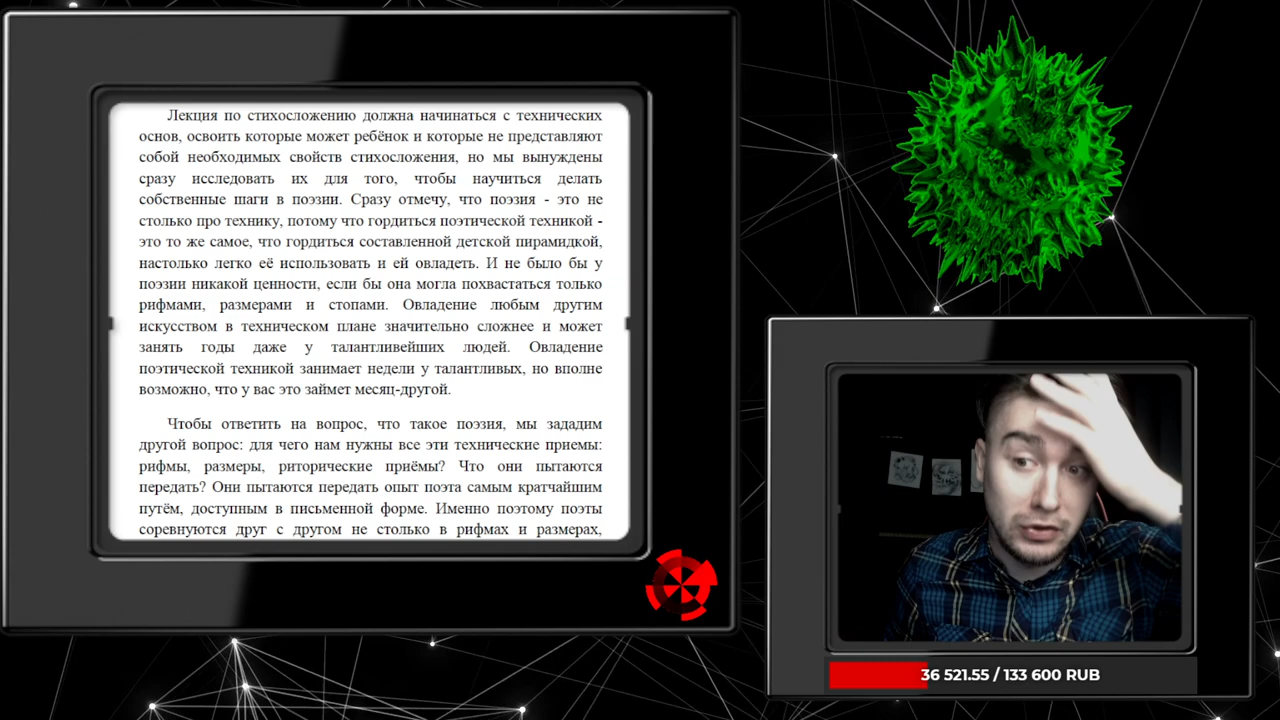 Лекция по стихосложению должна начинаться с технических
основ, освоить которые может ребёнок и которые не представляют
собой необходимых свойств стихосложения, но мы вынуждены
сразу исследовать их для того, чтобы научиться делать
собственные шаги в поэзии. Сразу отмечу, что поэзия - это не
столько про технику, потому что гордиться поэтической техникой -
это то же самое, что гордиться составленной детской пирамидкой,
настолько легко её использовать и ей овладеть. И не было бы у
поэзии никакой ценности, если бы она могла похвастаться только
рифмами, размерами и стопами. Овладение любым другим
искусством в техническом плане значительно сложнее и может
занять годы даже у талантливейших людей. Овладение
поэтической техникой занимает недели у талантливых, но вполне
возможно, что у вас это займет месяц-другой.
Чтобы ответить на вопрос, что такое поэзия, мы зададим
другой вопрос: для чего нам нужны все эти технические приемы:
рифмы, размеры, риторические приёмы? Что они пытаются
передать? Они пытаются передать опыт поэта самым кратчайшим
путём, доступным в письменной форме. Именно поэтому поэты
соревнуются друг с другом не столько в рифмах и размерах,
36 521.55 / 133 600 RUB